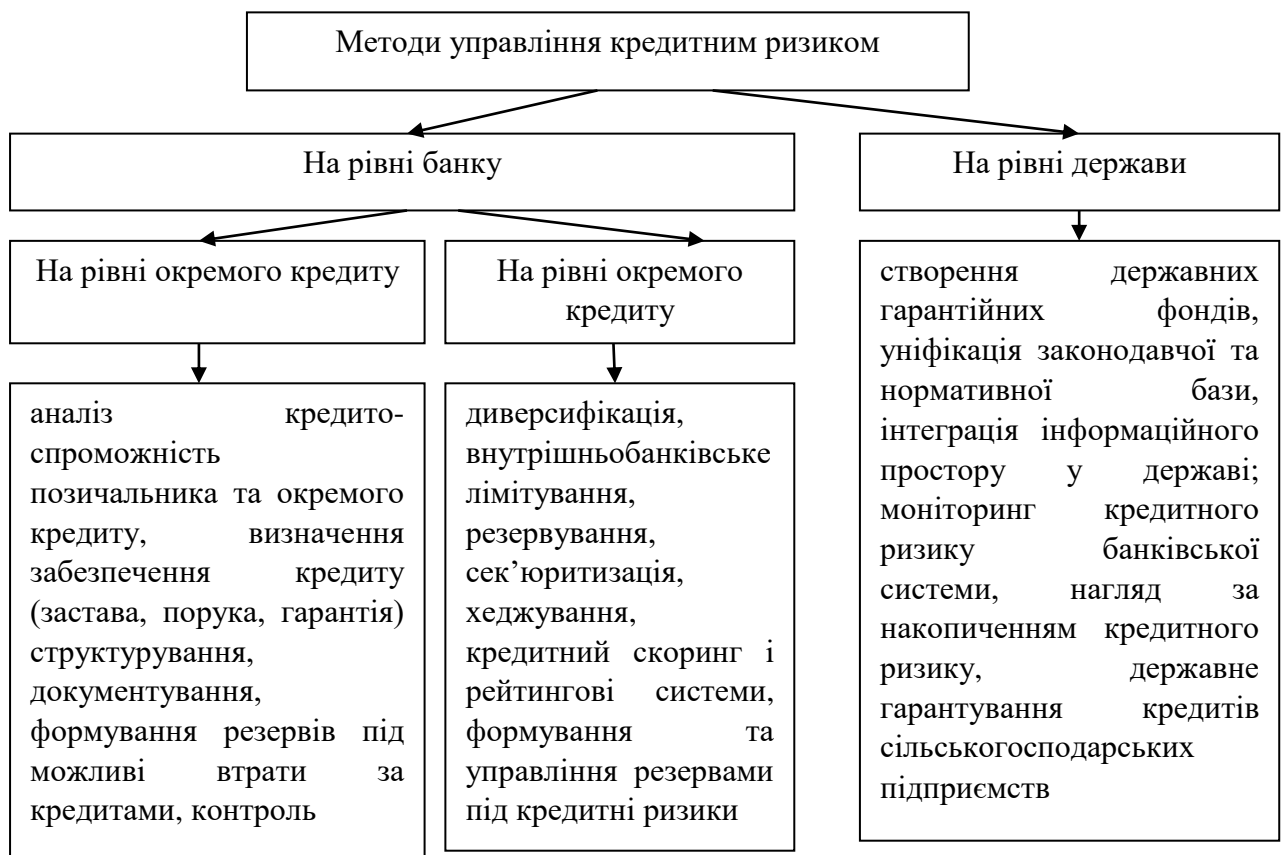 Методи управління кредитним ризиком
На рівні банку
На рівні держави
На рівні окремого кредиту
На рівні окремого
кредиту
аналіз кредито-
спроможність
позичальника та окремого
кредиту, визначення
забезпечення кредиту
(застава, порука, гарантія)
структурування,
документування,
формування резервів під
можливі втрати за
кредитами, контроль
диверсифікація,
внутрішньобанківське
лімітування,
резервування,
сек’юритизація,
хеджування,
кредитний скоринг і
рейтингові системи,
формування та
управління резервами
під кредитні ризики
створення державних
гарантійних фондів,
уніфікація законодавчої та
нормативної бази,
інтеграція інформаційного
простору у державі;
моніторинг кредитного
ризику банківської
системи, нагляд за
накопиченням кредитного
ризику, державне
гарантування кредитів
сільськогосподарських
підприємств